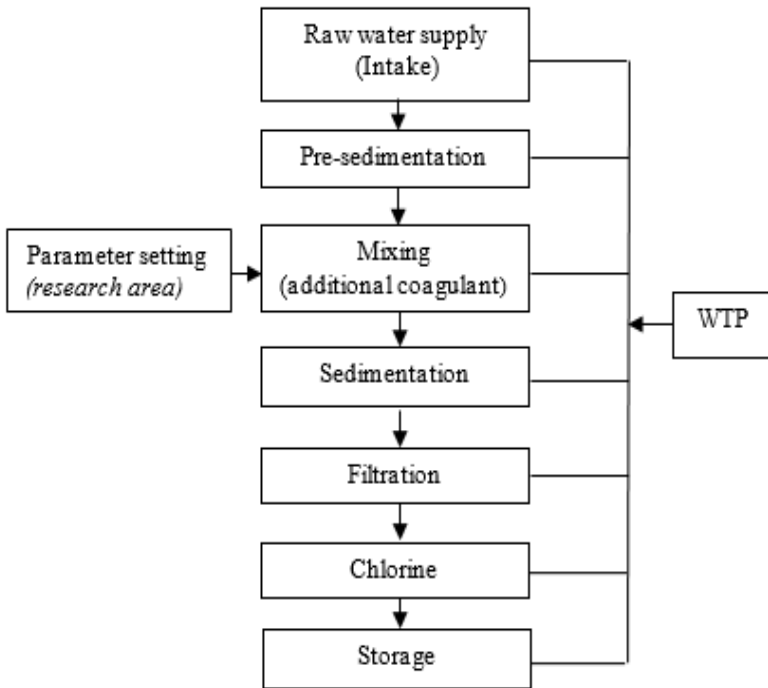 Raw water supply
(Intake)
Pre-sedimentation
Parameter setting
(research area)
Mixing
(additional coagulant)
WTP
Sedimentation
Filtration
Chlorine
Storage